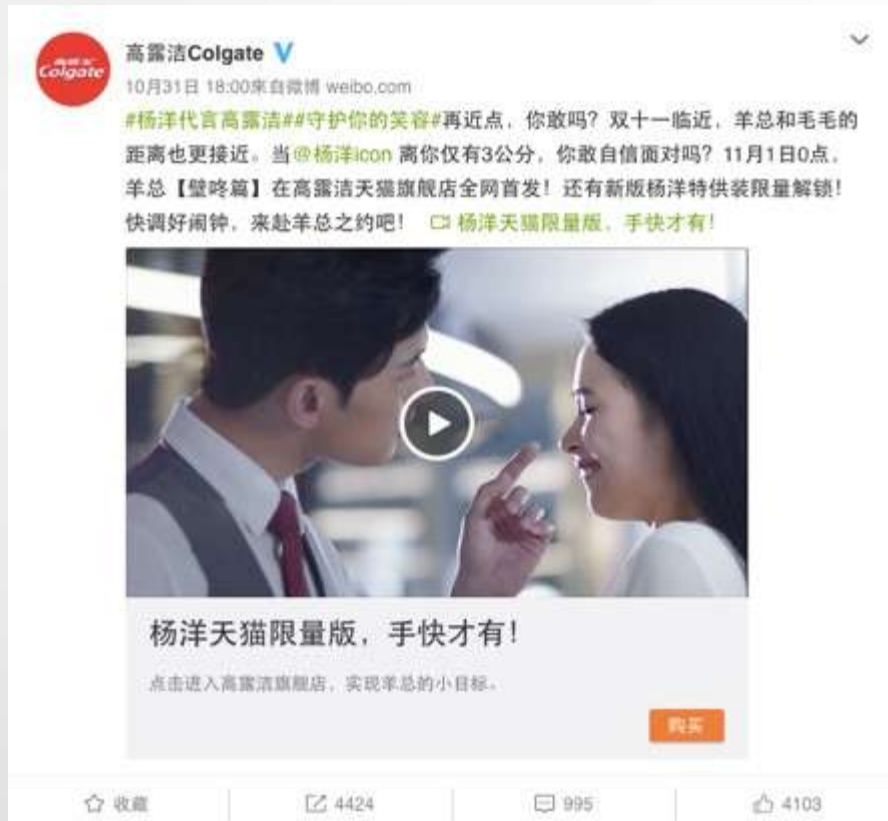 高露洁
Colgate
高露洁Colgate V
10月31日 18:00来自微博 weibo.com
#杨洋代言高露洁##守护你的笑容#再近点，你敢吗？双十一临近，羊总和毛毛的
距离也更接近。当@杨洋icon 离你仅有3公分，你敢自信面对吗？11月1日0点，
羊总【壁咚篇】在高露洁天猫旗舰店全网首发！还有新版杨洋特供装限量解锁！
快调好闹钟，来赴羊总之约吧！ 杨洋天猫限量版，手快才有！
杨洋天猫限量版，手快才有！
点击进入高露洁旗舰店，实现羊总的小目标。
购买
收藏 4424 995 4103